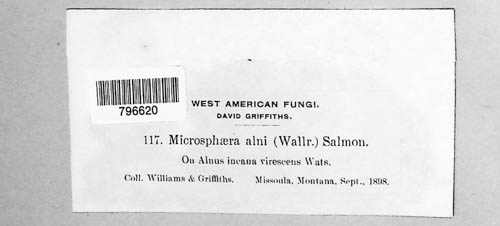 WEST AMERICAN FUNGI.
DAVID GRIFFITHS.
796620
117. Microsphæra alni (Wallr.) Salmon.
On Alnus incana virescens Wats.
Coll. Williams & Griffiths. Missoula, Montana, Sept., 1898.